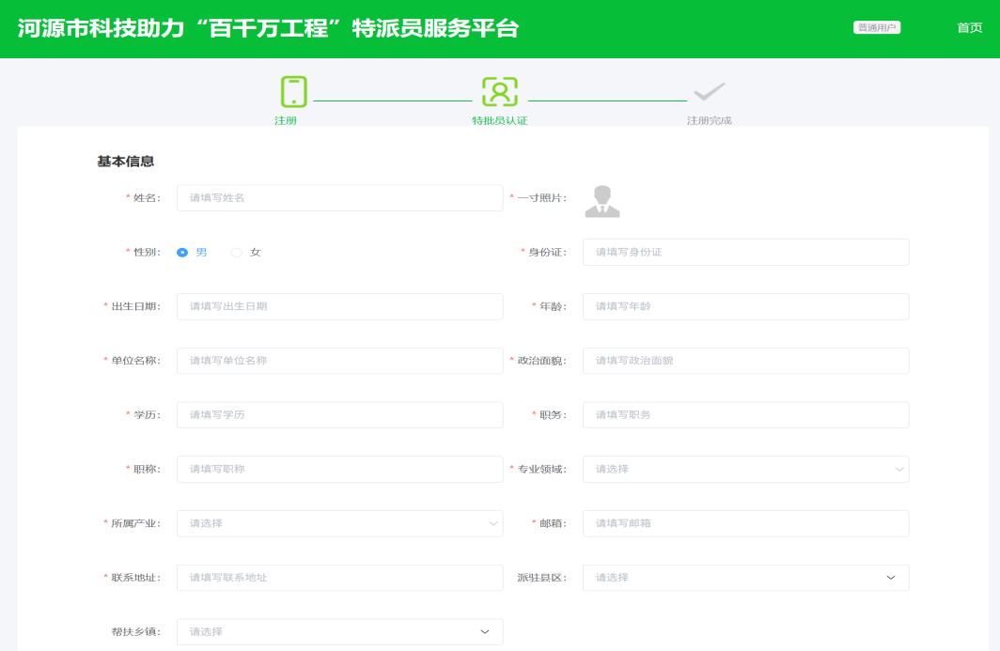 河源市科技助力“百千万工程”特派员服务平台
普通用户
首页
注册
特批员认证
注册完成
基本信息
* 姓名： 请填写姓名
* 一寸照片：
* 性别： 男 女
* 身份证： 请填写身份证
* 出生日期： 请填写出生日期
* 年龄： 请填写年龄
* 单位名称： 请填写单位名称
* 政治面貌： 请填写政治面貌
* 学历： 请填写学历
* 职务： 请填写职务
* 职称： 请填写职称
* 专业领域： 请选择
* 所属产业： 请选择
* 邮箱： 请填写邮箱
* 联系地址： 请填写联系地址
派驻县区： 请选择
帮扶乡镇： 请选择